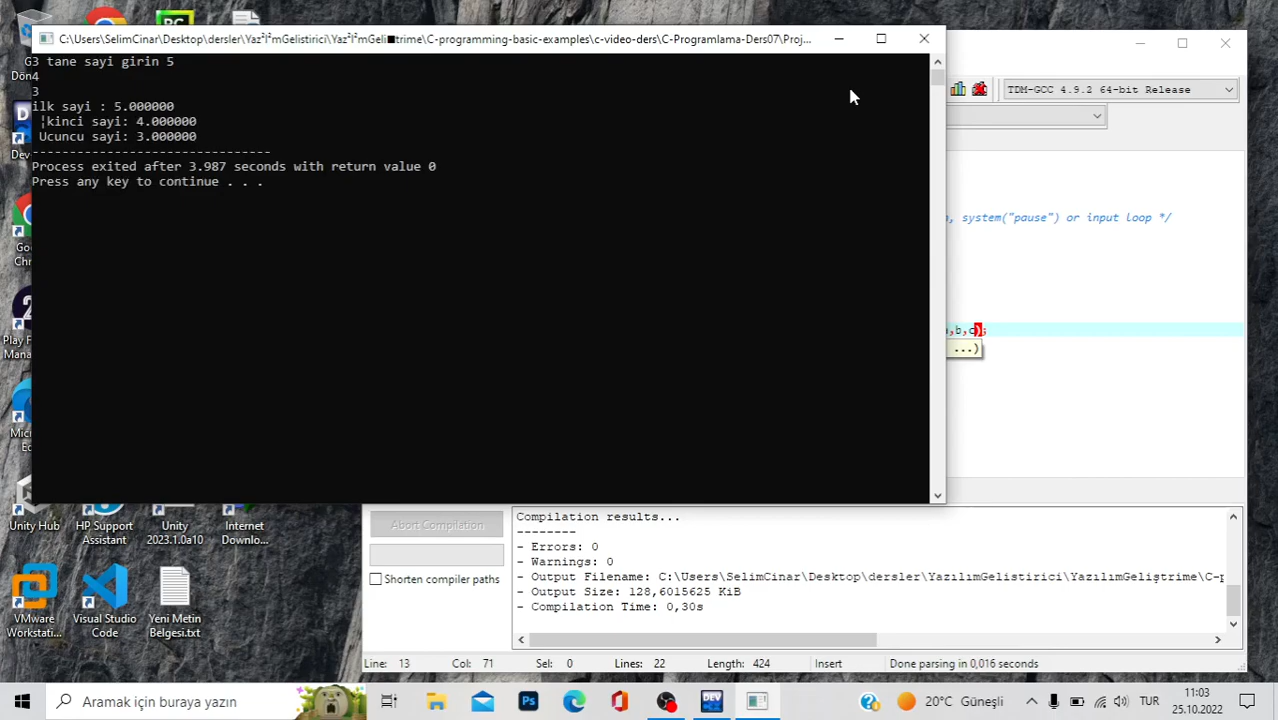 C:\Users\SelimCinar\Desktop\dersler\Yaz²l²mGelistirici\Yaz²l²mGeli■trime\C-programming-basic-examples\c-video-ders\C-Programlama-Ders07\Proj...
3 tane sayi girin 5
4
3
ilk sayi : 5.000000
¦kinci sayi: 4.000000
Ucuncu sayi: 3.000000
--------------------------------
Process exited after 3.987 seconds with return value 0
Press any key to continue . . .
TDM-GCC 4.9.2 64-bit Release
, system("pause") or input loop */
,b,c);
...)
Abort Compilation
Shorten compiler paths
Compilation results...
--------
- Errors: 0
- Warnings: 0
- Output Filename: C:\Users\SelimCinar\Desktop\dersler\YazılımGelistirici\YazılımGeliştrime\C-p
- Output Size: 128,6015625 KiB
- Compilation Time: 0,30s
Line: 13 Col: 71 Sel: 0 Lines: 22 Length: 424 Insert Done parsing in 0,016 seconds
Unity Hub
HP Support Assistant
Unity 2023.1.0a10
Internet Downlo...
VMware Workstati...
Visual Studio Code
Yeni Metin Belgesi.txt
Aramak için buraya yazın
Ps
DEV
20°C Güneşli
TUR
11:03
25.10.2022